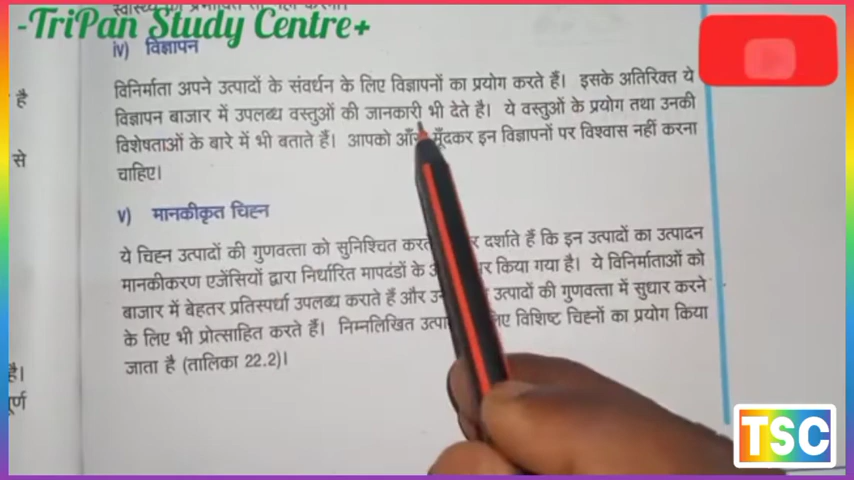 -TriPan Study Centre+
iv) विज्ञापन
विनिर्माता अपने उत्पादों के संवर्धन के लिए विज्ञापनों का प्रयोग करते हैं। इसके अतिरिक्त ये
विज्ञापन बाजार में उपलब्ध वस्तुओं की जानकारी भी देते है। ये वस्तुओं के प्रयोग तथा उनकी
विशेषताओं के बारे में भी बताते हैं। आपको मूँदकर इन विज्ञापनों पर विश्वास नहीं करना
चाहिए।
v) मानकीकृत चिह्न
ये चिह्न उत्पादों की गुणवत्ता को सुनिश्चित दर्शाते हैं कि इन उत्पादों का उत्पादन
मानकीकरण एजेंसियों द्वारा निर्धारित मापदंडों के किया गया है। ये विनिर्माताओं को
बाजार में बेहतर प्रतिस्पर्धा उपलब्ध कराते हैं और उत्पादों की गुणवत्ता में सुधार करने
के लिए भी प्रोत्साहित करते हैं। निम्नलिखित विशिष्ट चिह्नों का प्रयोग किया
जाता है (तालिका 22.2)।
है
से
है।
TSC